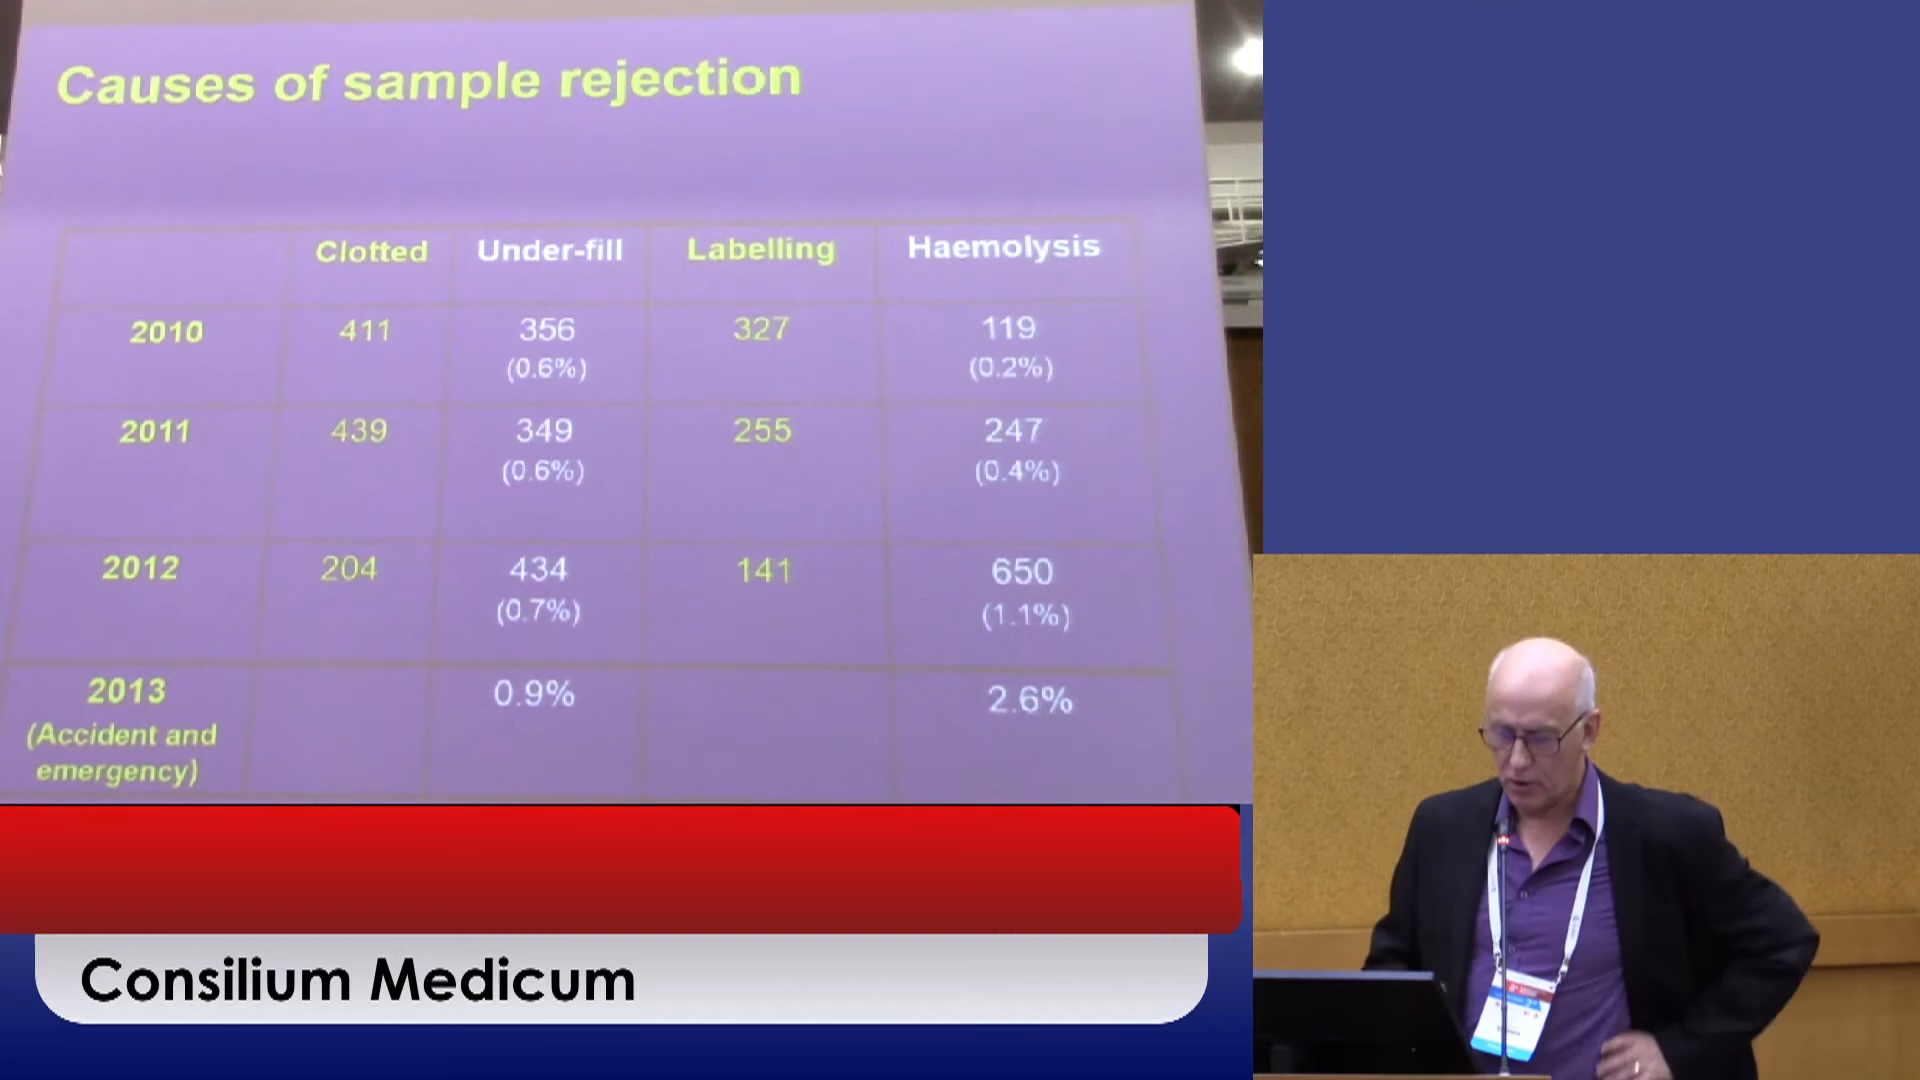 Causes of sample rejection
Clotted Under-fill Labelling Haemolysis
2010 411 356 327 119
(0.6%) (0.2%)
2011 439 349 255 247
(0.6%) (0.4%)
2012 204 434 141 650
(0.7%) (1.1%)
2013 0.9% 2.6%
(Accident and
emergency)
Consilium Medicum